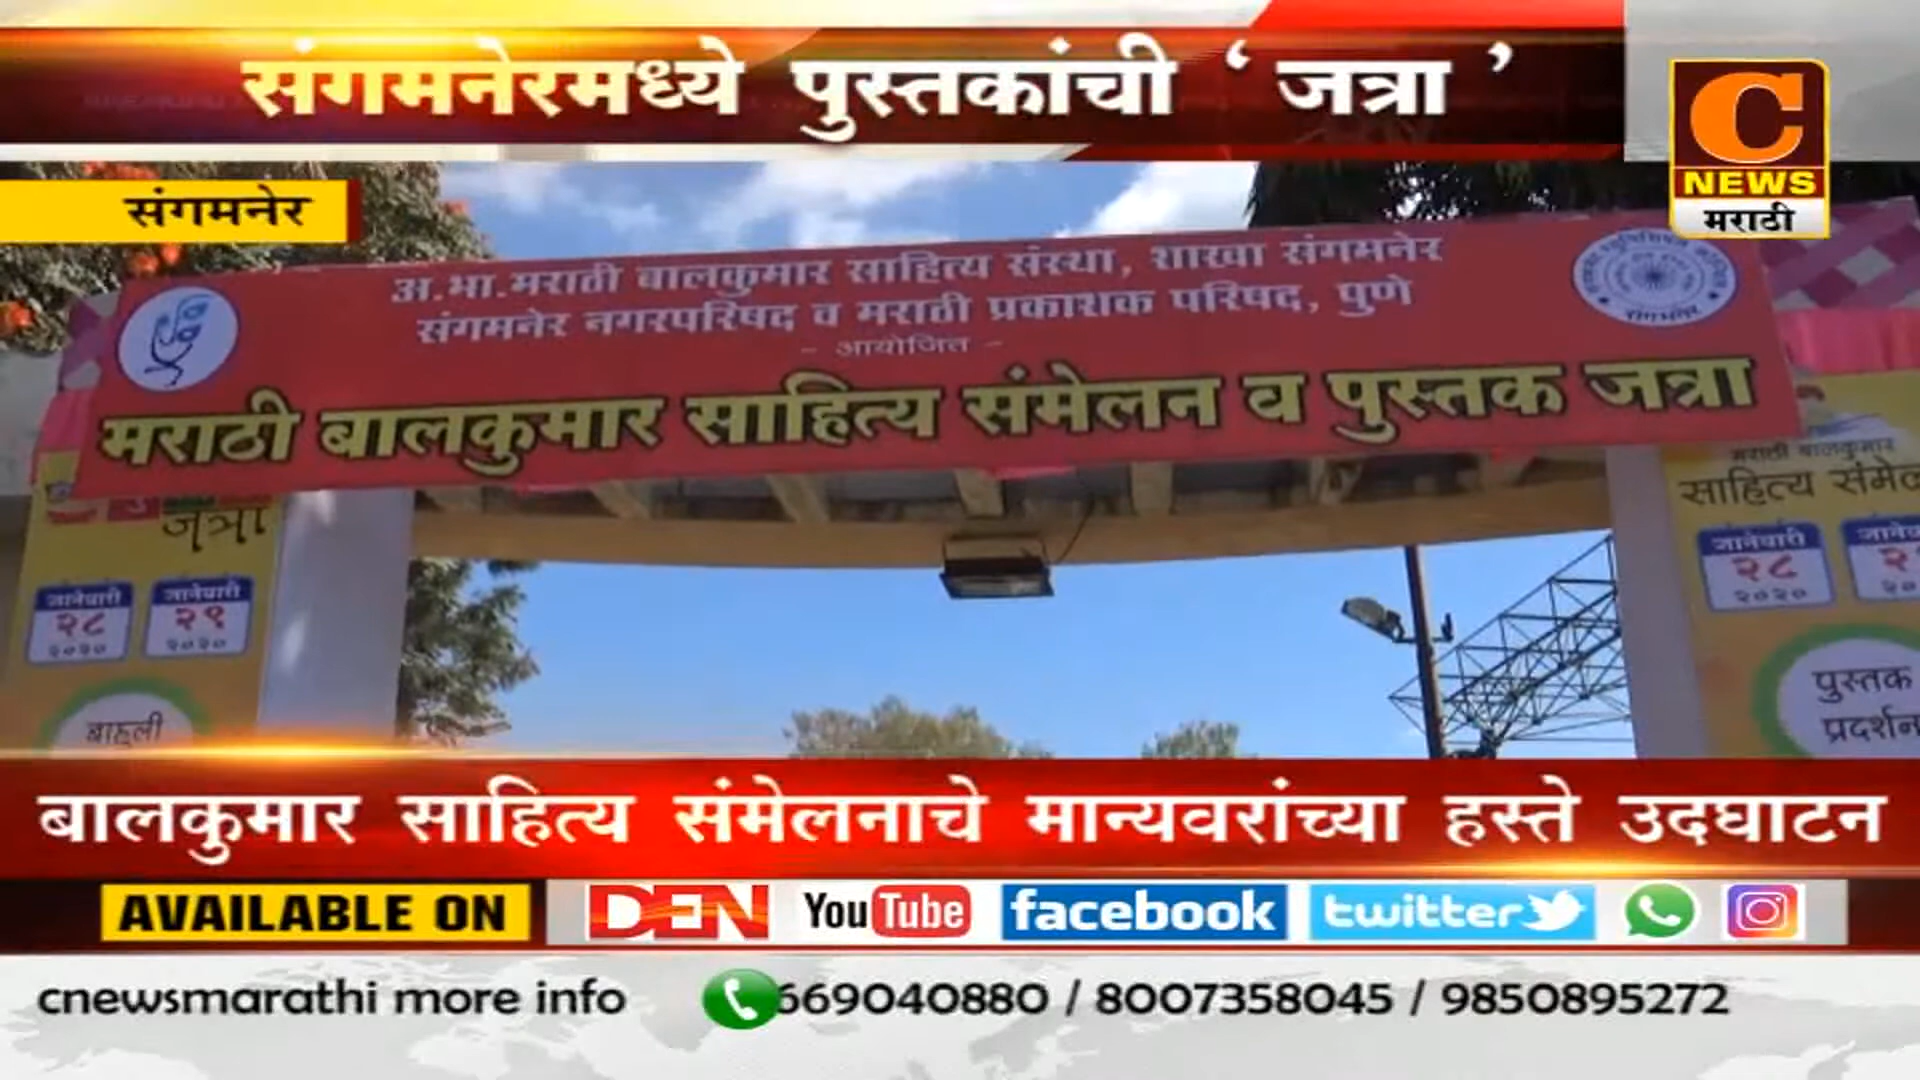 संगमनेरमध्ये पुस्तकांची ‘ जत्रा ’
C
NEWS
मराठी
संगमनेर
अ.भा.मराठी बालकुमार साहित्य संस्था, शाखा संगमनेर
संगमनेर नगरपरिषद व मराठी प्रकाशक परिषद, पुणे
- आयोजित -
मराठी बालकुमार साहित्य संमेलन व पुस्तक जत्रा
संगमनेर
जत्रा
जानेवारी जानेवारी
२८ २९
२०२० २०२०
बाहुली
मराठी बालकुमार
साहित्य
जानेवारी
२८
२०२०
पुस्तक
प्रदर्शन
बालकुमार साहित्य संमेलनाचे मान्यवरांच्या हस्ते उदघाटन
AVAILABLE ON DEN YouTube facebook twitter
cnewsmarathi more info 669040880 / 8007358045 / 9850895272